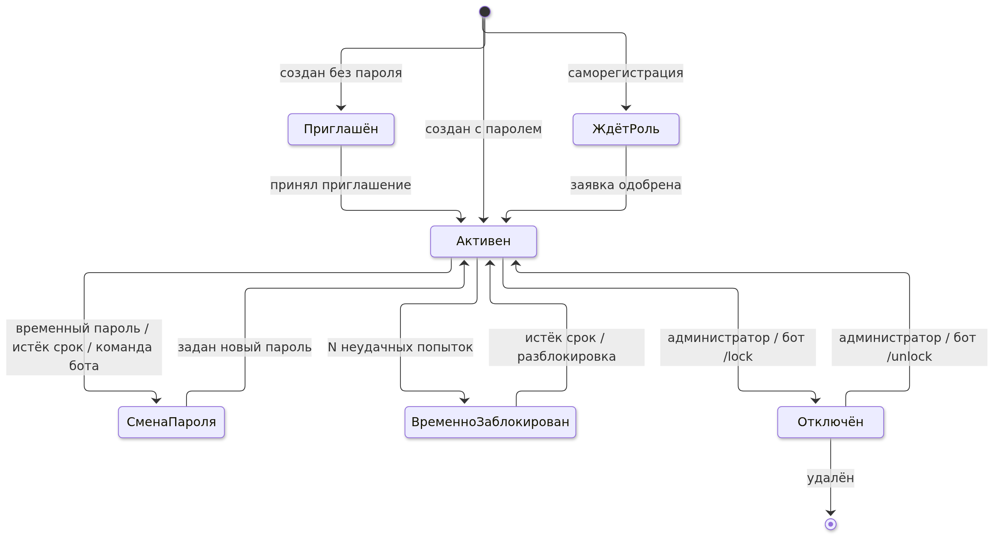 создан без пароля
саморегистрация
Приглашён
создан с паролем
ЖдётРоль
принял приглашение
заявка одобрена
Активен
временный пароль /
истёк срок / команда
бота
задан новый пароль
N неудачных попыток
истёк срок /
разблокировка
администратор / бот
/lock
администратор / бот
/unlock
СменаПароля
ВременноЗаблокирован
Отключён
удалён